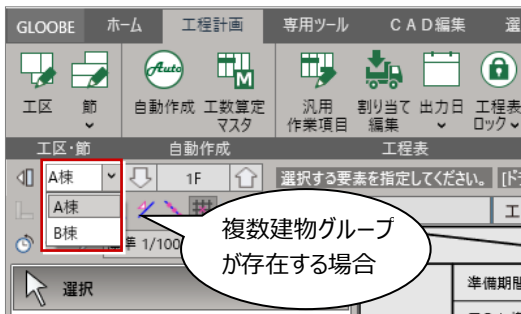 GLOOBE ホーム 工程計画 専用ツール CAD編集
工区 節 自動作成 工数算定 汎用 割り当て 出力日 工程表
マスタ 作業項目 編集 ロック
工区・節 自動作成 工程表
A棟 1F 選択する要素を指定してください。
A棟
B棟
1/100
複数建物グループ
が存在する場合
選択